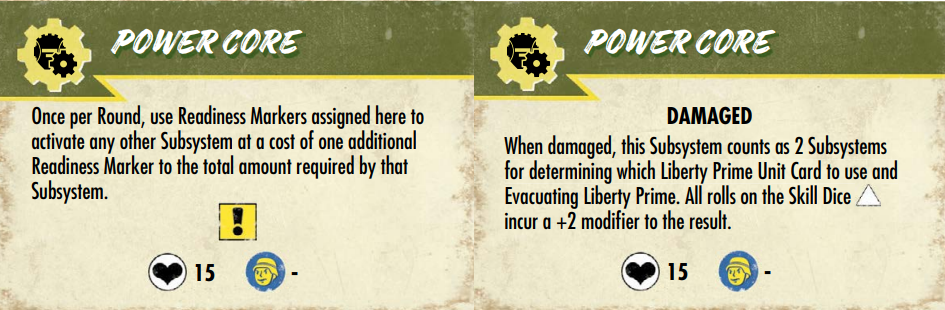 POWER CORE
Once per Round, use Readiness Markers assigned here to
activate any other Subsystem at a cost of one additional
Readiness Marker to the total amount required by that
Subsystem.
!
15 -
POWER CORE
DAMAGED
When damaged, this Subsystem counts as 2 Subsystems
for determining which Liberty Prime Unit Card to use and
Evacuating Liberty Prime. All rolls on the Skill Dice
incur a +2 modifier to the result.
15 -